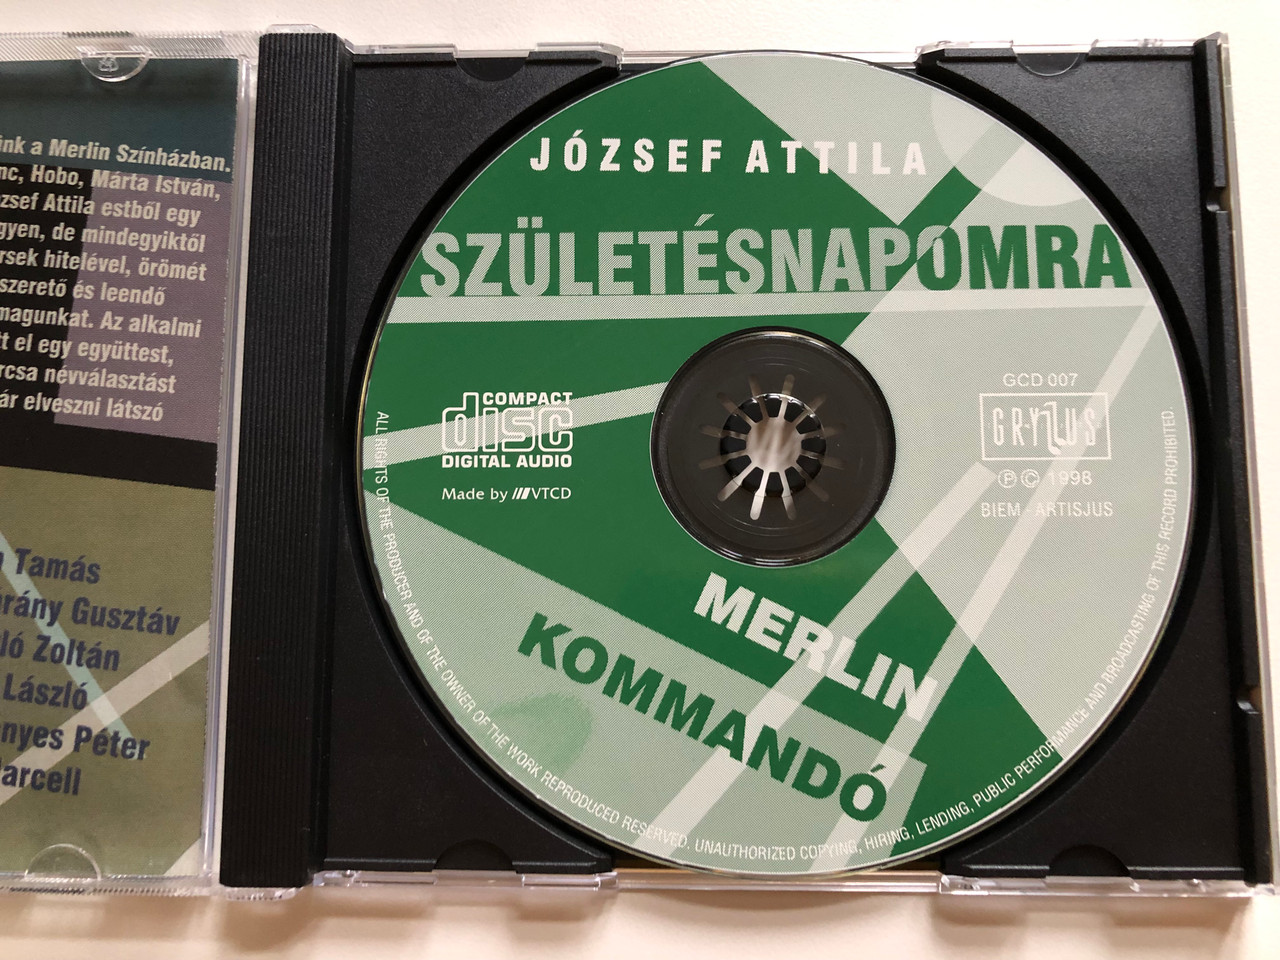 ink a Merlin Színházban.
nc, Hobo, Márta István,
zsef Attila estből egy
gyen, de mindegyiktől
rsek hitelével, örömét
szerető és leendő
magunkat. Az alkalmi
tt el egy együttest,
rcsa névválasztást
ár elveszni látszó
Tamás
árány Gusztáv
ló Zoltán
László
nyes Péter
arcell
JÓZSEF ATTILA
SZÜLETÉSNAPOMRA
COMPACT
disc
DIGITAL AUDIO
Made by VTCD
GCD 007
GRYLLUS
Ⓟ © 1998
BIEM - ARTISJUS
MERLIN
KOMMANDÓ
ALL RIGHTS OF THE PRODUCER AND OF THE OWNER OF THE WORK REPRODUCED RESERVED. UNAUTHORIZED COPYING, HIRING, LENDING, PUBLIC PERFORMANCE AND BROADCASTING OF THIS RECORD PROHIBITED.